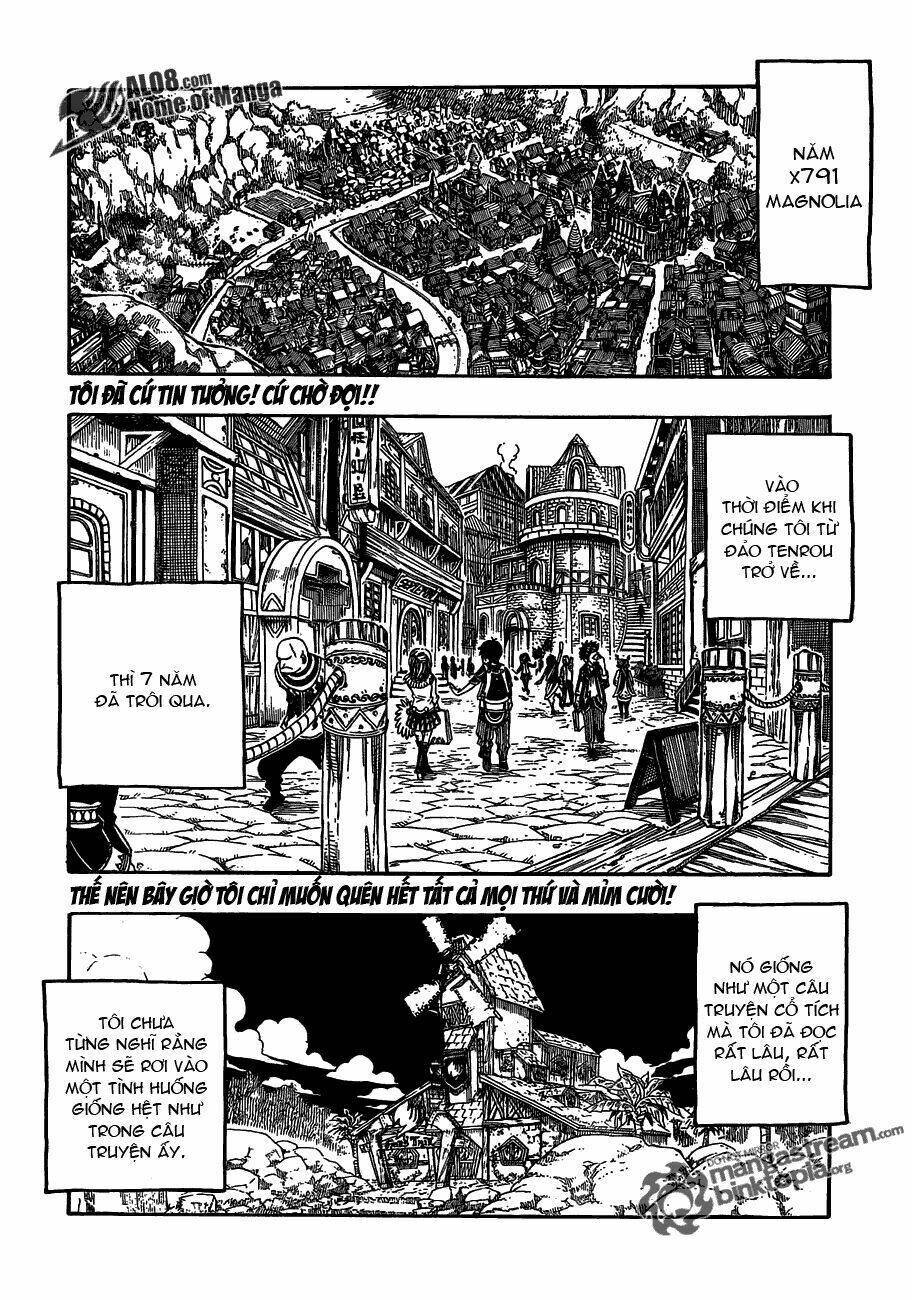 AL08.com
Home of Manga
NĂM
X791
MAGNOLIA
TÔI ĐÃ CỨ TIN TƯỞNG! CỨ CHỜ ĐỢI!!
VÀO
THỜI ĐIỂM KHI
CHÚNG TÔI TỪ
ĐẢO TENROU
TRỞ VỀ...
THÌ 7 NĂM
ĐÃ TRÔI QUA.
THẾ NÊN BÂY GIỜ TÔI CHỈ MUỐN QUÊN HẾT TẤT CẢ MỌI THỨ VÀ MỈM CƯỜI!
NÓ GIỐNG
NHƯ MỘT CÂU
TRUYỆN CỔ TÍCH
MÀ TÔI ĐÃ ĐỌC
RẤT LÂU, RẤT
LÂU RỒI...
TÔI CHƯA
TỪNG NGHĨ RẰNG
MÌNH SẼ RƠI VÀO
MỘT TÌNH HUỐNG
GIỐNG HỆT NHƯ
TRONG CÂU
TRUYỆN ẤY.
mangastream.com
binktopia.org